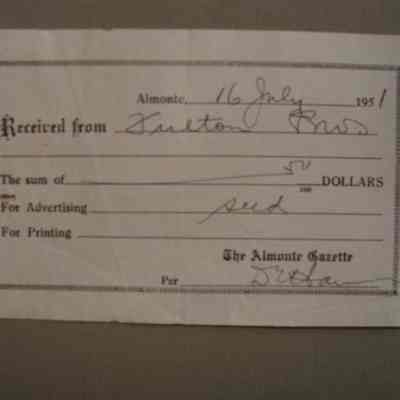 Almonte, 16 July 1951
Received from Fulton Bros
The sum of 50/100 DOLLARS
For Advertising seed
For Printing
The Almonte Gazette
Per